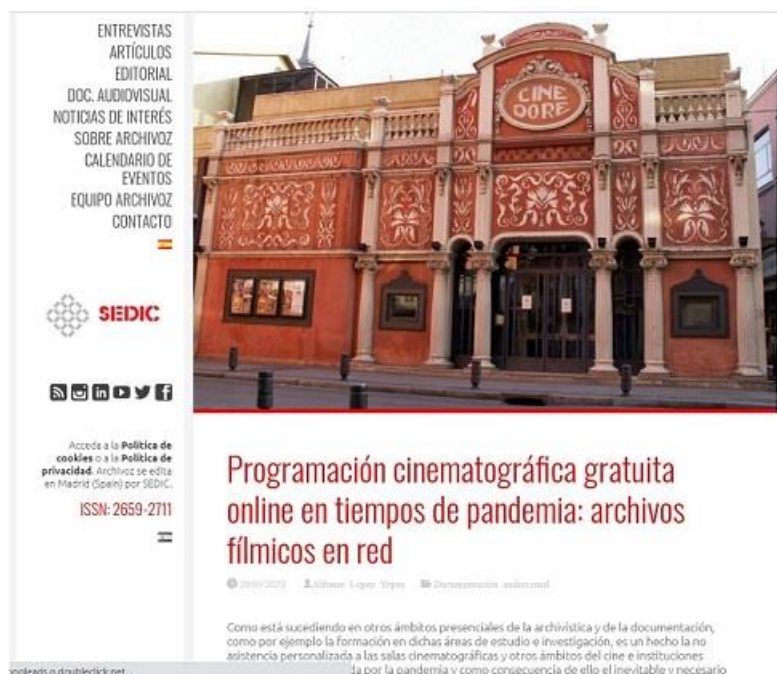 ENTREVISTAS
ARTÍCULOS
EDITORIAL
DOC. AUDIOVISUAL
NOTICIAS DE INTERÉS
SOBRE ARCHIVOZ
CALENDARIO DE
EVENTOS
EQUIPO ARCHIVOZ
CONTACTO
SEDIC
Acceda a la Política de
cookies o a la Política de
privacidad. Archivoz se edita
en Madrid (Spain) por SEDIC.
ISSN: 2659-2711
CINE
DORE
Programación cinematográfica gratuita
online en tiempos de pandemia: archivos
fílmicos en red
Alfonso López Yepes Documentación audiovisual
Como está sucediendo en otros ámbitos presenciales de la archivística y de la documentación,
como por ejemplo la formación en dichas áreas de estudio e investigación, es un hecho la no
asistencia personalizada a las salas cinematográficas y otros ámbitos del cine e instituciones
da por la pandemia y como consecuencia de ello el inevitable y necesario
doubleclick.net